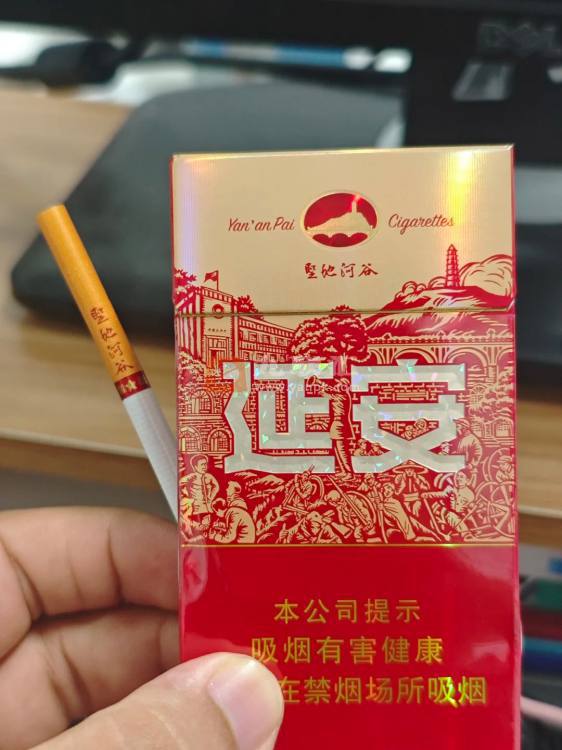 DELL
Yan'an Pai
Cigarettes
圣地河谷
延安
圣地河谷
本公司提示
吸烟有害健康
在禁烟场所吸烟